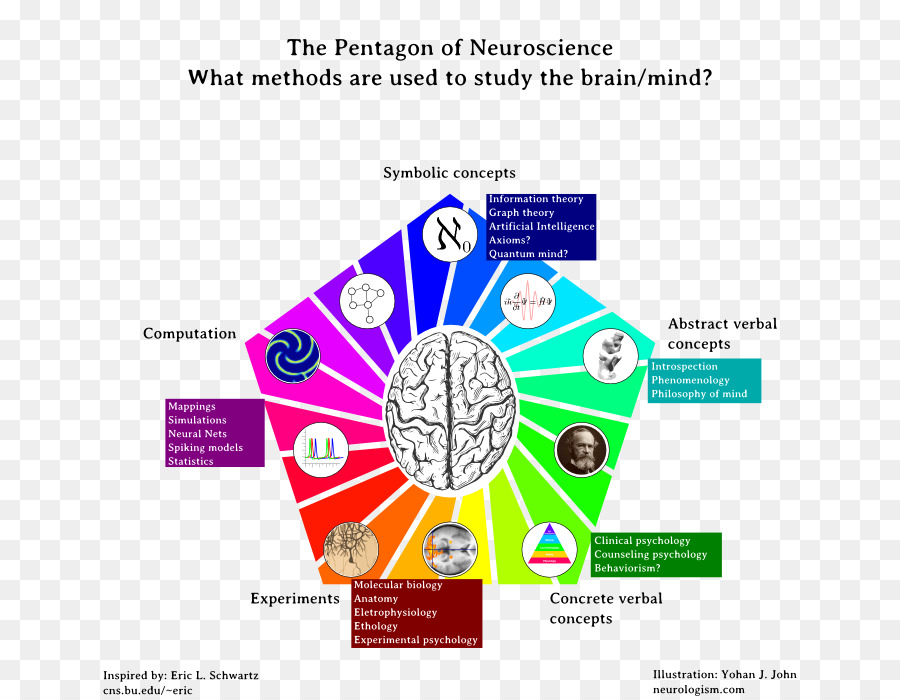 The Pentagon of Neuroscience
What methods are used to study the brain/mind?
Symbolic concepts
Information theory
Graph theory
Artificial Intelligence
Axioms?
Quantum mind?
ℵ₀
Abstract verbal
concepts
Introspection
Phenomenology
Philosophy of mind
Computation
Mappings
Simulations
Neural Nets
Spiking models
Statistics
Clinical psychology
Counseling psychology
Behaviorism?
Experiments
Molecular biology
Anatomy
Eletrophysiology
Ethology
Experimental psychology
Concrete verbal
concepts
Inspired by: Eric L. Schwartz
cns.bu.edu/~eric
Illustration: Yohan J. John
neurologism.com